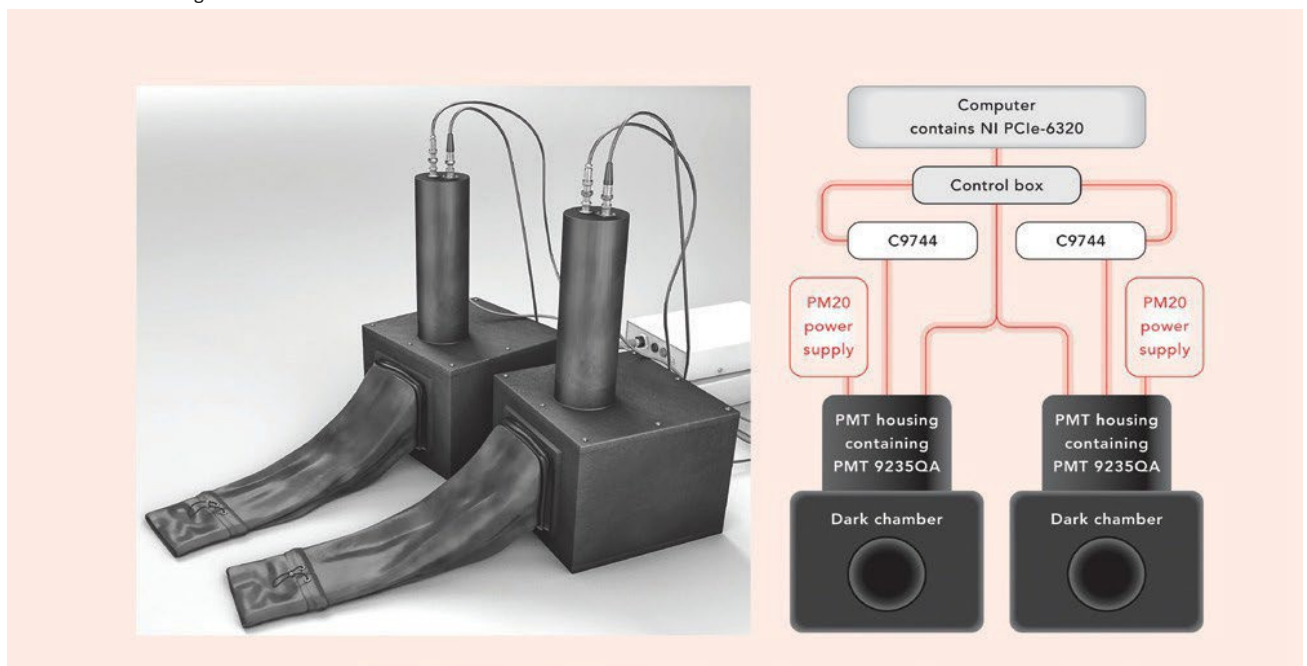 Computer
contains NI PCIe-6320
Control box
C9744
C9744
PM20
power
supply
PM20
power
supply
PMT housing
containing
PMT 9235QA
PMT housing
containing
PMT 9235QA
Dark chamber
Dark chamber